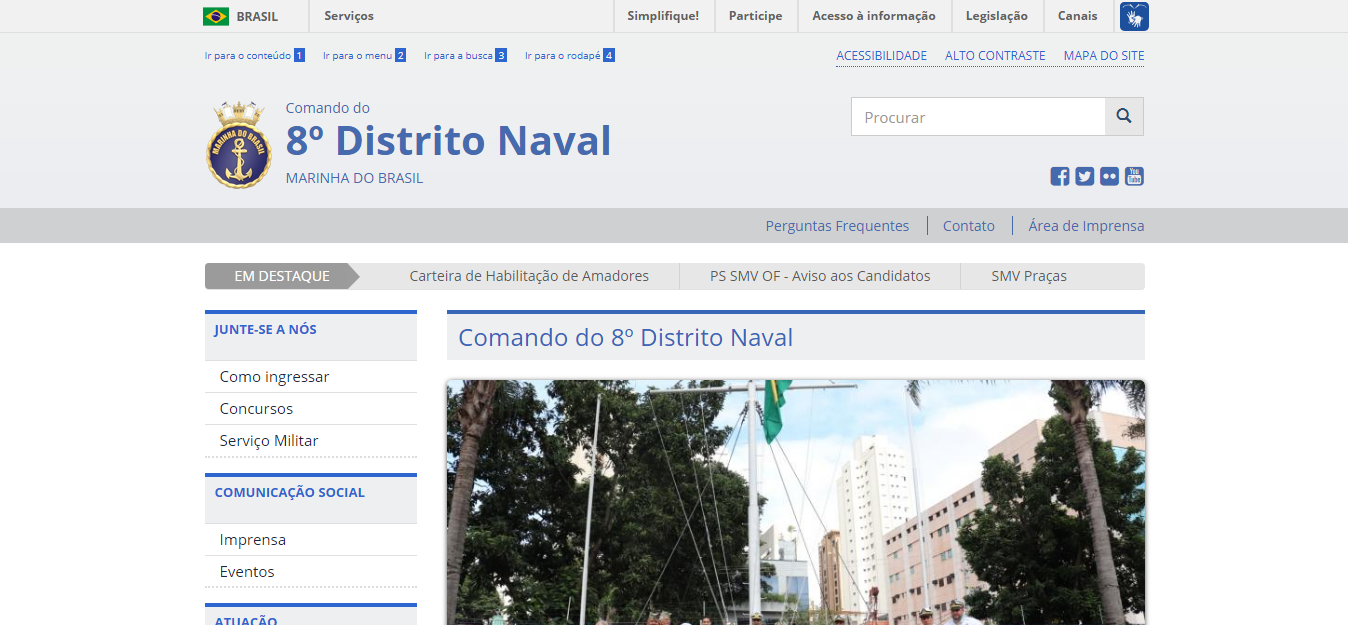 BRASIL Serviços Simplifique! Participe Acesso à informação Legislação Canais
Ir para o conteúdo 1 Ir para o menu 2 Ir para a busca 3 Ir para o rodapé 4 ACESSIBILIDADE ALTO CONTRASTE MAPA DO SITE
MARINHA DO BRASIL
Comando do
8º Distrito Naval
MARINHA DO BRASIL
Procurar
You Tube
Perguntas Frequentes Contato Área de Imprensa
EM DESTAQUE Carteira de Habilitação de Amadores PS SMV OF - Aviso aos Candidatos SMV Praças
JUNTE-SE A NÓS
Como ingressar
Concursos
Serviço Militar
COMUNICAÇÃO SOCIAL
Imprensa
Eventos
ATUAÇÃO
Comando do 8º Distrito Naval